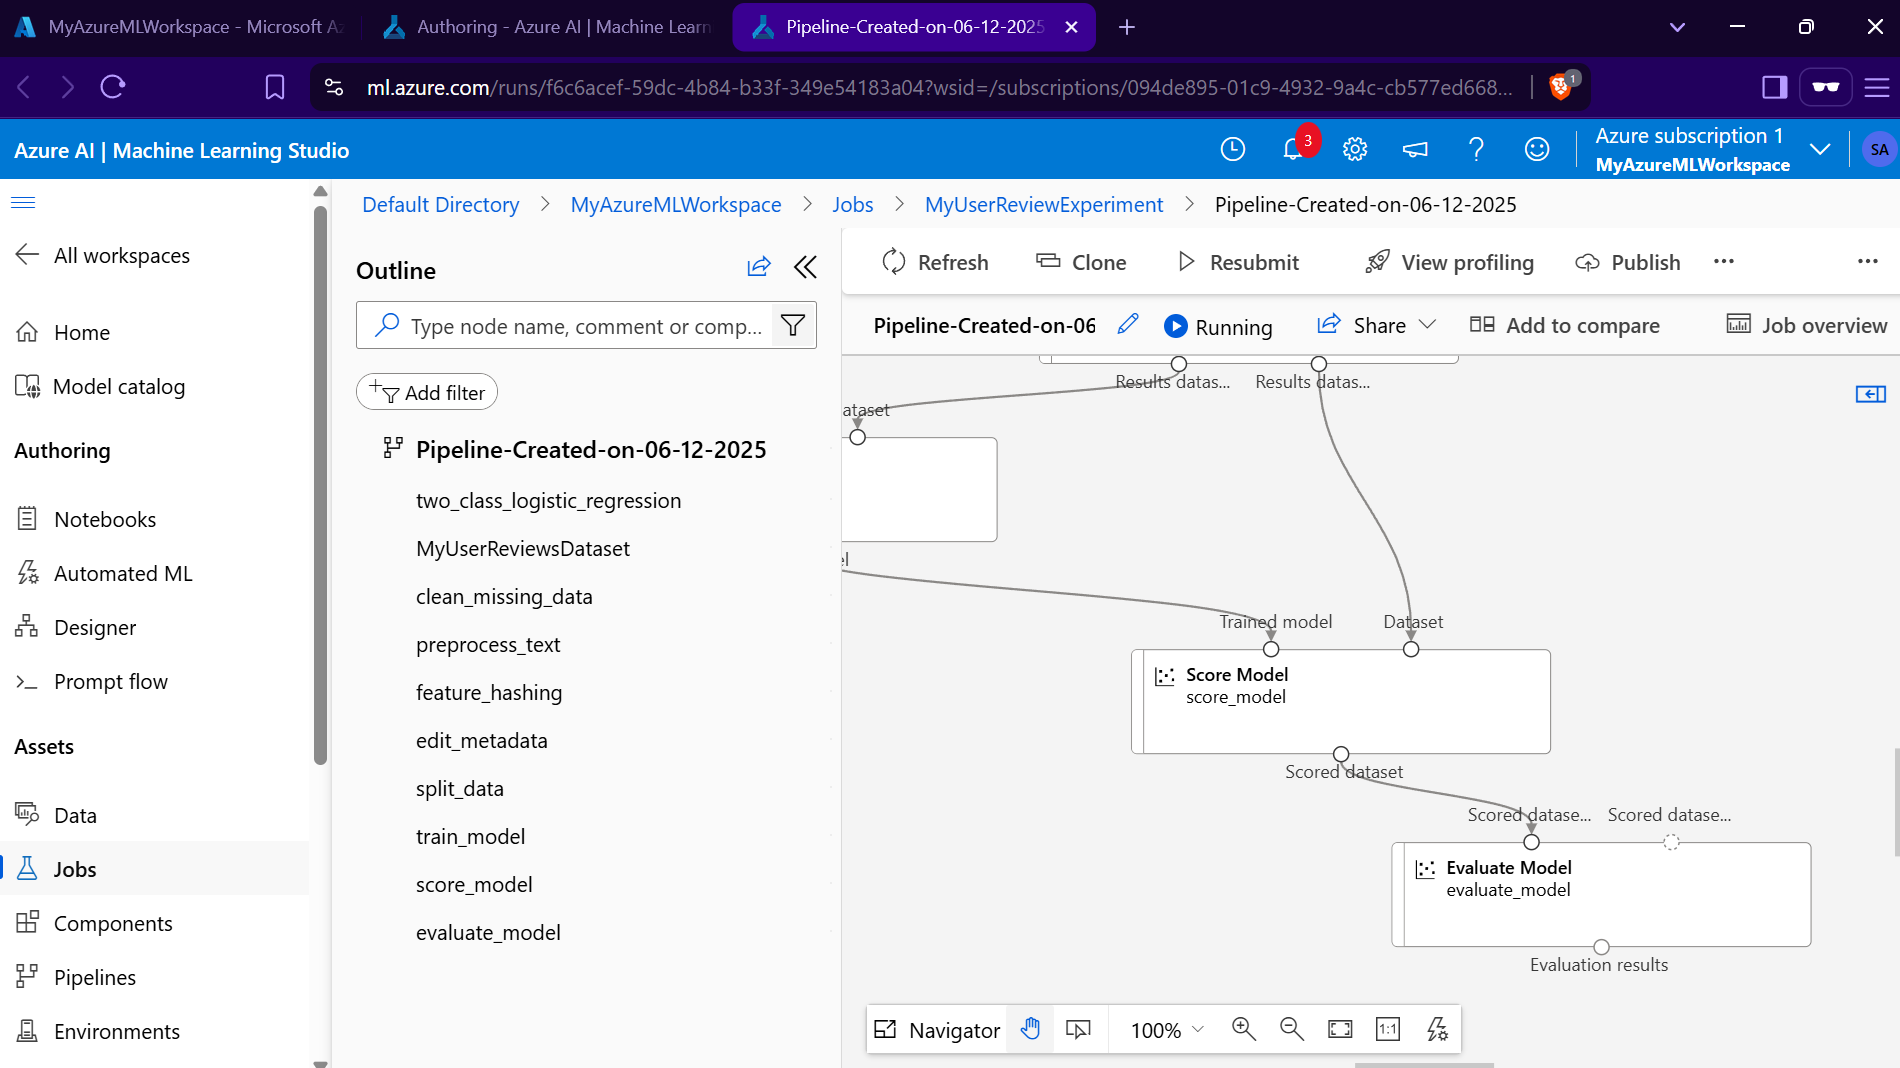 MyAzureMLWorkspace - Microsoft Az
Authoring - Azure AI | Machine Learn
Pipeline-Created-on-06-12-2025
ml.azure.com/runs/f6c6acef-59dc-4b84-b33f-349e54183a04?wsid=/subscriptions/094de895-01c9-4932-9a4c-cb577ed668...
1
Azure AI | Machine Learning Studio
3
Azure subscription 1
MyAzureMLWorkspace
SA
Default Directory > MyAzureMLWorkspace > Jobs > MyUserReviewExperiment > Pipeline-Created-on-06-12-2025
All workspaces
Home
Model catalog
Authoring
Notebooks
Automated ML
Designer
Prompt flow
Assets
Data
Jobs
Components
Pipelines
Environments
Outline
Type node name, comment or comp...
Add filter
Pipeline-Created-on-06-12-2025
two_class_logistic_regression
MyUserReviewsDataset
clean_missing_data
preprocess_text
feature_hashing
edit_metadata
split_data
train_model
score_model
evaluate_model
Refresh
Clone
Resubmit
View profiling
Publish
Pipeline-Created-on-06
Running
Share
Add to compare
Job overview
Results datas...
Results datas...
ataset
el
Trained model
Dataset
Score Model
score_model
Scored dataset
Scored datase...
Scored datase...
Evaluate Model
evaluate_model
Evaluation results
Navigator
100%
1:1